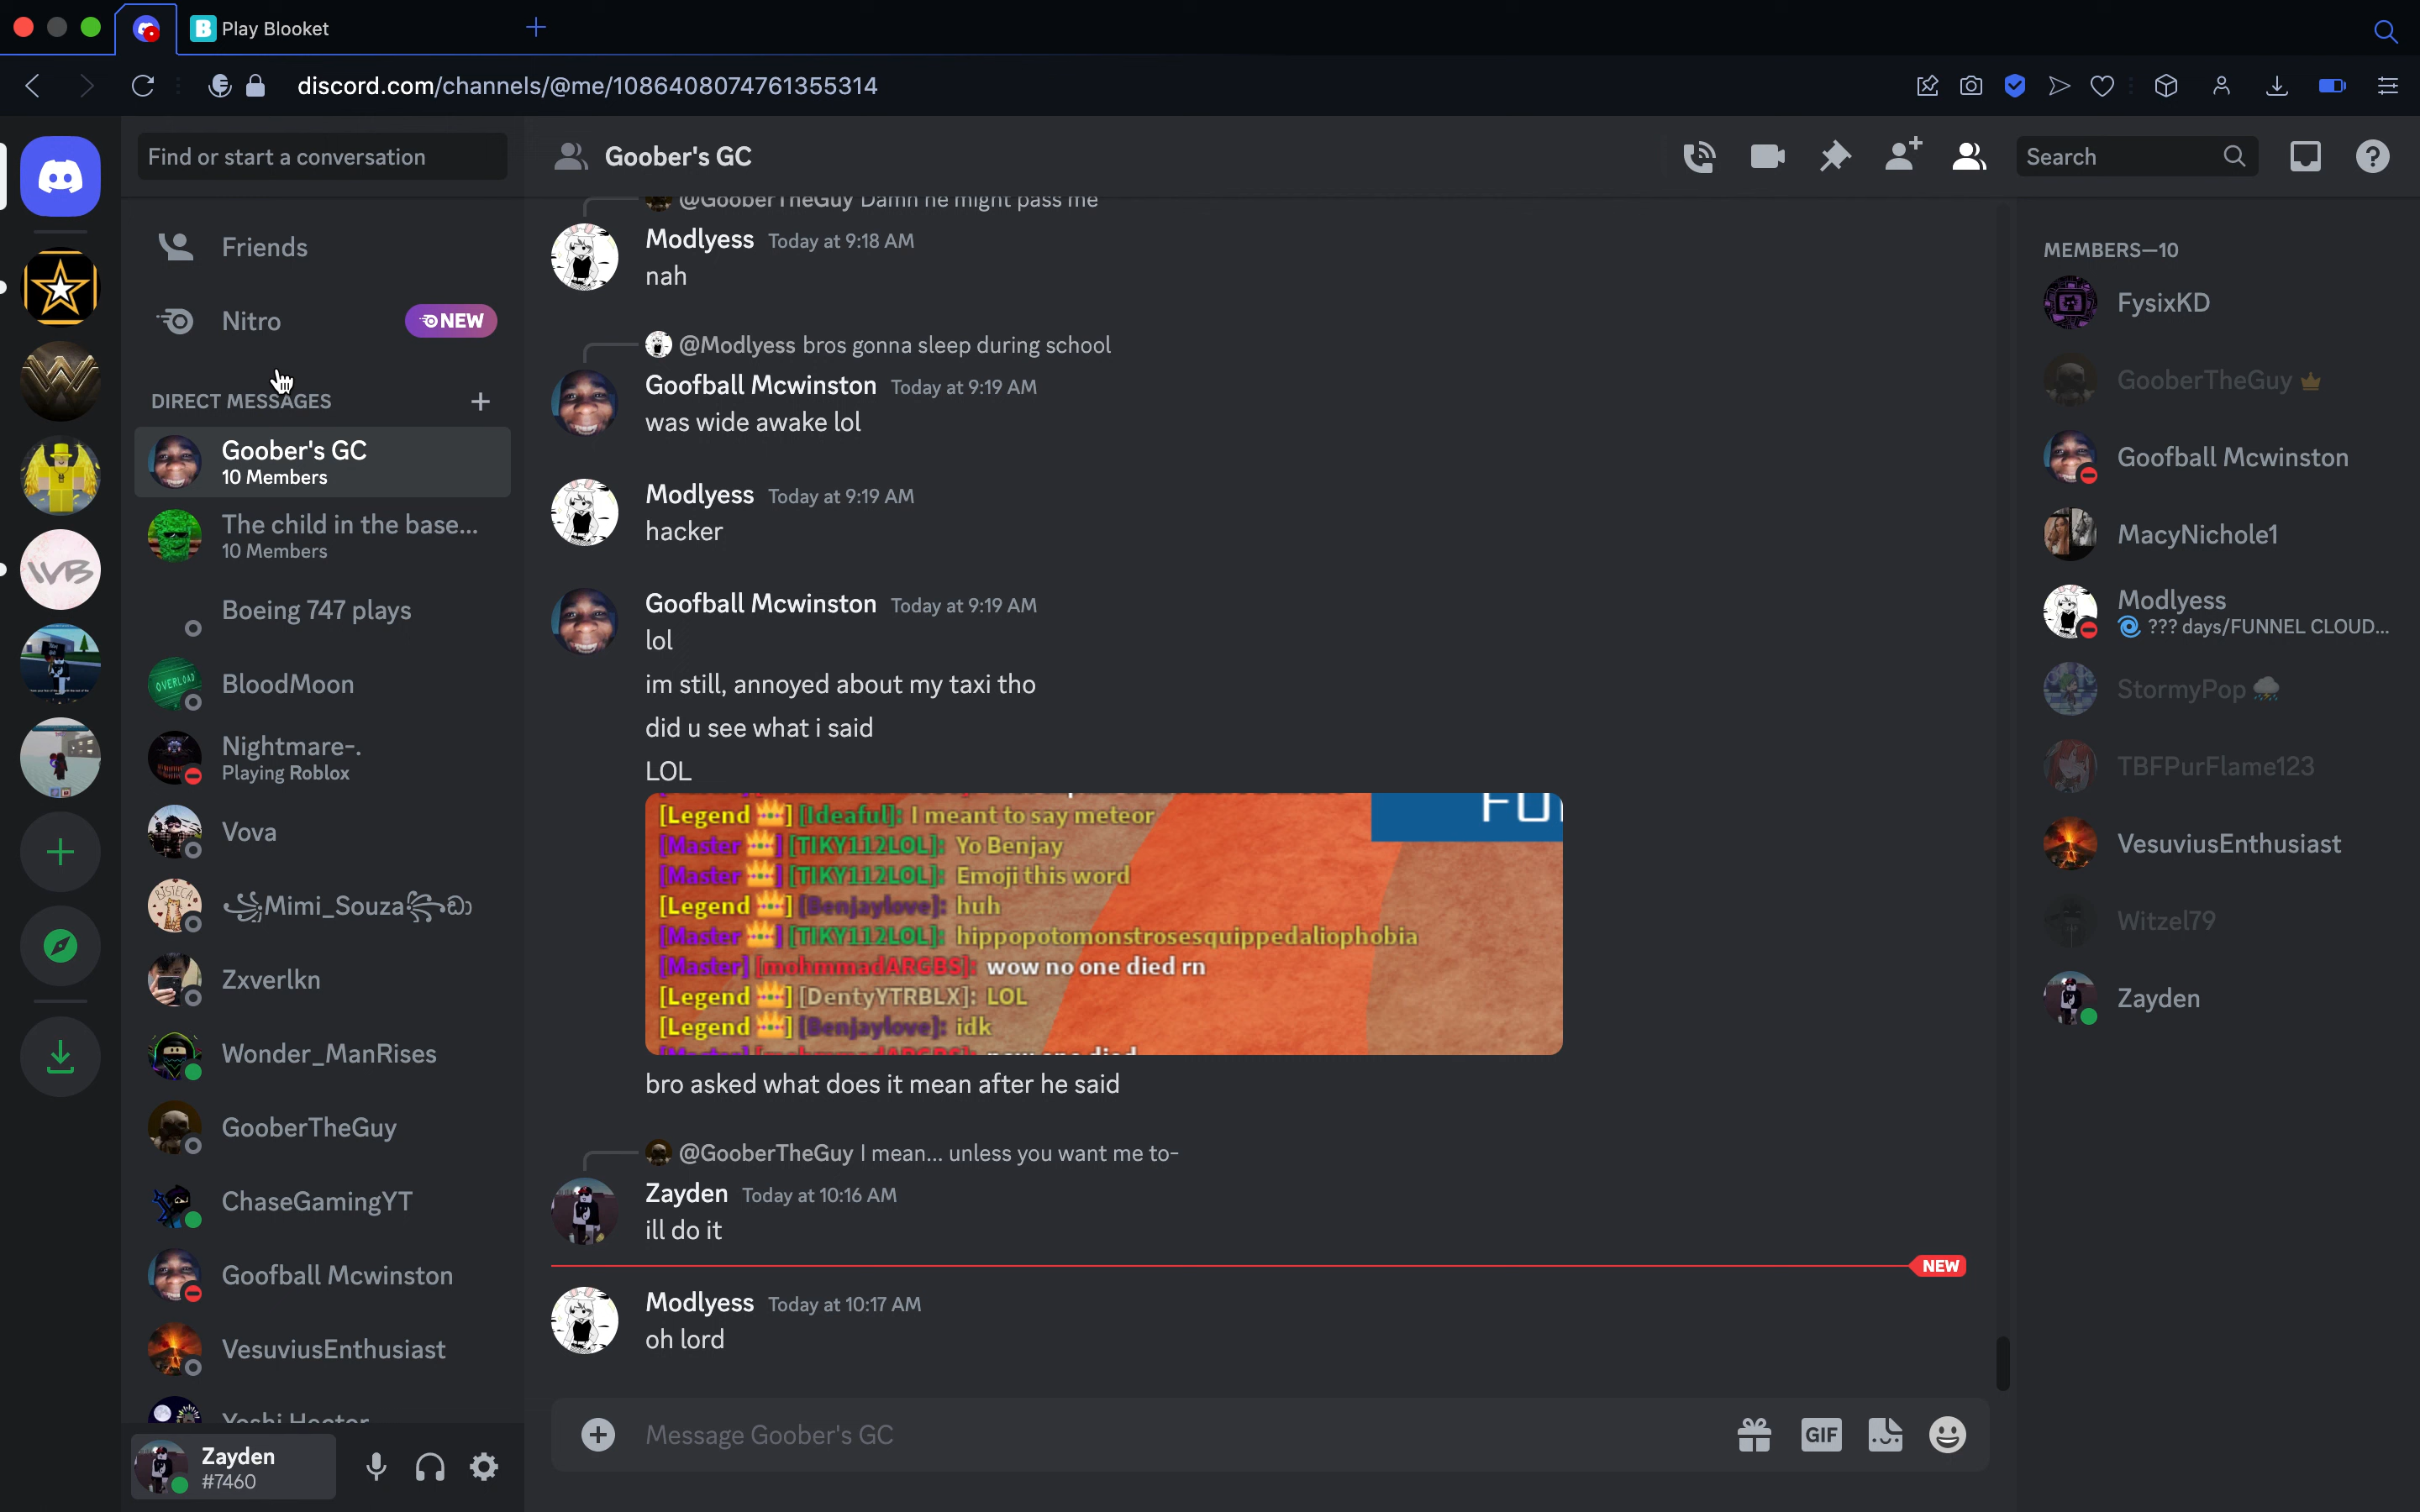 Play Blooket
discord.com/channels/@me/1086408074761355314
Find or start a conversation
Friends
Nitro
NEW
DIRECT MESSAGES
Goober's GC
10 Members
The child in the base...
10 Members
Boeing 747 plays
BloodMoon
Nightmare-.
Playing Roblox
Vova
Mimi_Souza
Zxverlkn
Wonder_ManRises
GooberTheGuy
ChaseGamingYT
Goofball Mcwinston
VesuviusEnthusiast
Yoshi Hector
Zayden
#7460
Goober's GC
Search
@GooberTheGuy Damn he might pass me
Modlyess Today at 9:18 AM
nah
@Modlyess bros gonna sleep during school
Goofball Mcwinston Today at 9:19 AM
was wide awake lol
Modlyess Today at 9:19 AM
hacker
Goofball Mcwinston Today at 9:19 AM
lol
im still, annoyed about my taxi tho
did u see what i said
LOL
[Legend 👑] [Ideaful]: I meant to say meteor
[Master 👑] [TIKY112LOL]: Yo Benjay
[Master 👑] [TIKY112LOL]: Emoji this word
[Legend 👑] [Benjaylove]: huh
[Master 👑] [TIKY112LOL]: hippopotomonstrosesquippedaliophobia
[Master] [mohmmadARGBS]: wow no one died rn
[Legend 👑] [DentyYTRBLX]: LOL
[Legend 👑] [Benjaylove]: idk
bro asked what does it mean after he said
@GooberTheGuy I mean... unless you want me to-
Zayden Today at 10:16 AM
ill do it
NEW
Modlyess Today at 10:17 AM
oh lord
Message Goober's GC
GIF
MEMBERS—10
FysixKD
GooberTheGuy
Goofball Mcwinston
MacyNichole1
Modlyess
??? days/FUNNEL CLOUD...
StormyPop
TBFPurFlame123
VesuviusEnthusiast
Witzel79
Zayden